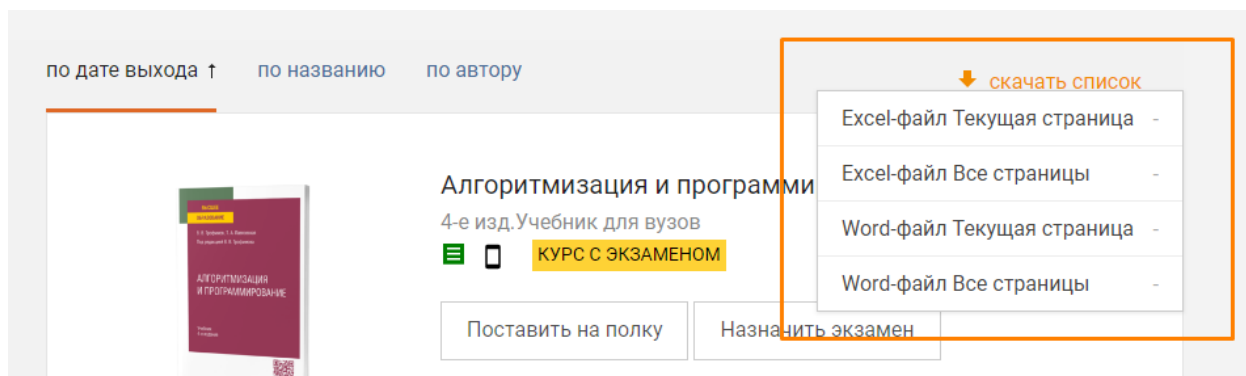 по дате выхода ↑ по названию по автору
скачать список
Excel-файл Текущая страница -
Excel-файл Все страницы -
Word-файл Текущая страница -
Word-файл Все страницы -
Алгоритмизация и программи
4-е изд.Учебник для вузов
КУРС С ЭКЗАМЕНОМ
Поставить на полку Назначить экзамен
ВЫСШЕЕ
ОБРАЗОВАНИЕ
АЛГОРИТМИЗАЦИЯ
И ПРОГРАММИРОВАНИЕ